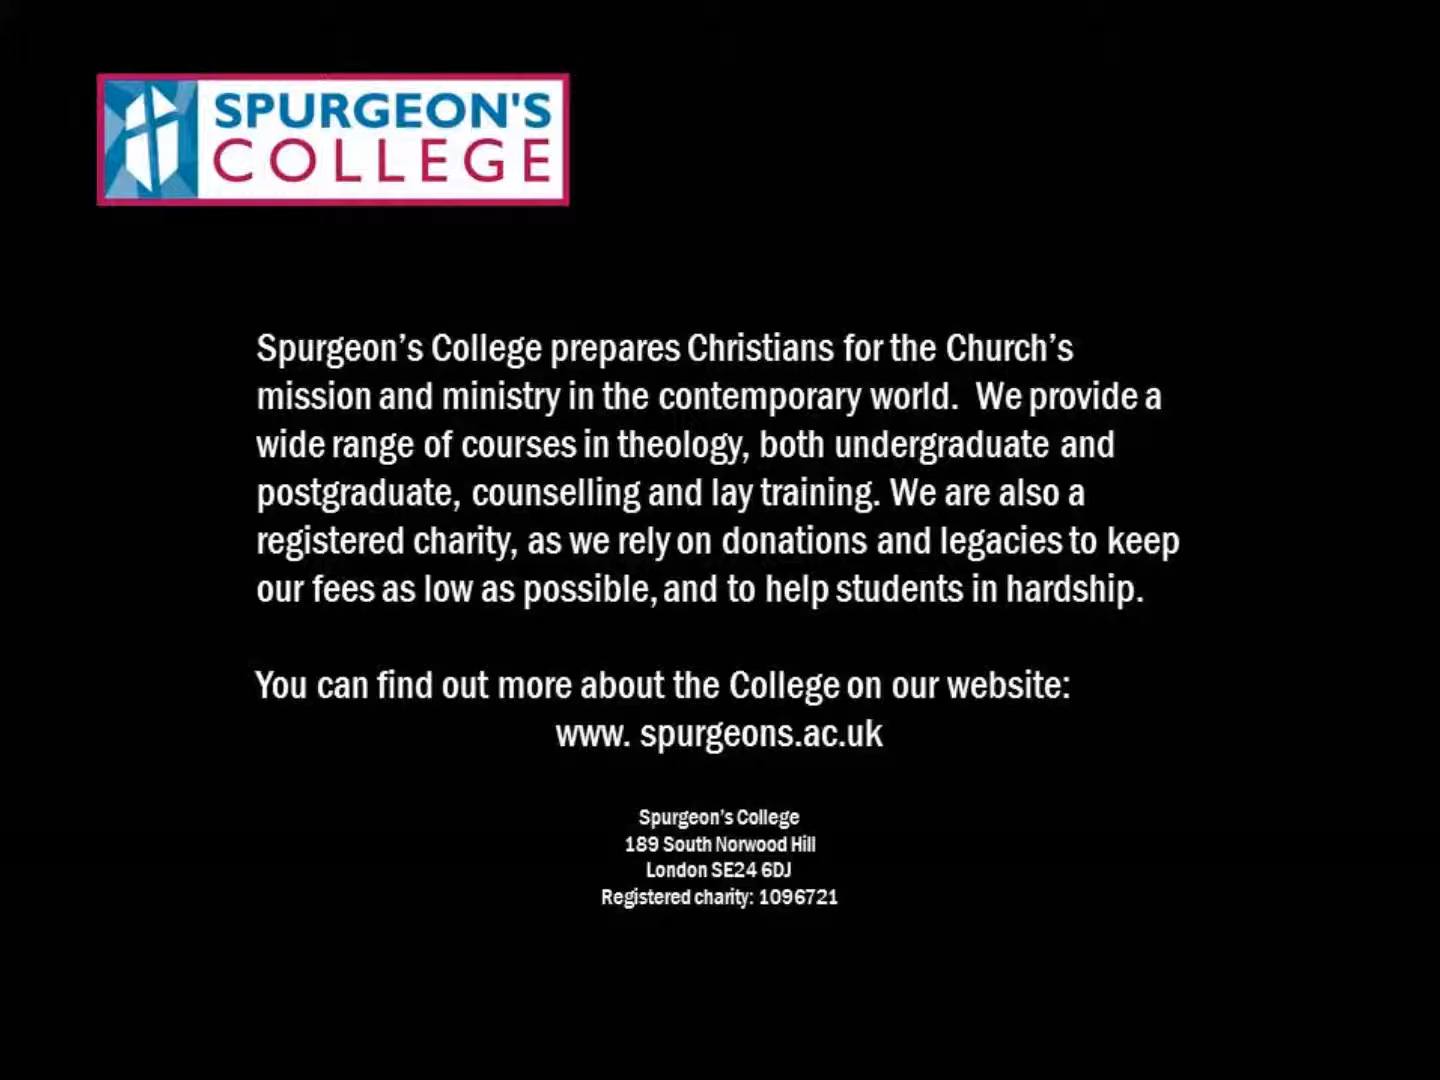 SPURGEON'S
COLLEGE
Spurgeon’s College prepares Christians for the Church’s
mission and ministry in the contemporary world.  We provide a
wide range of courses in theology, both undergraduate and
postgraduate, counselling and lay training. We are also a
registered charity, as we rely on donations and legacies to keep
our fees as low as possible, and to help students in hardship.
You can find out more about the College on our website:
www. spurgeons.ac.uk
Spurgeon’s College
189 South Norwood Hill
London SE24 6DJ
Registered charity: 1096721